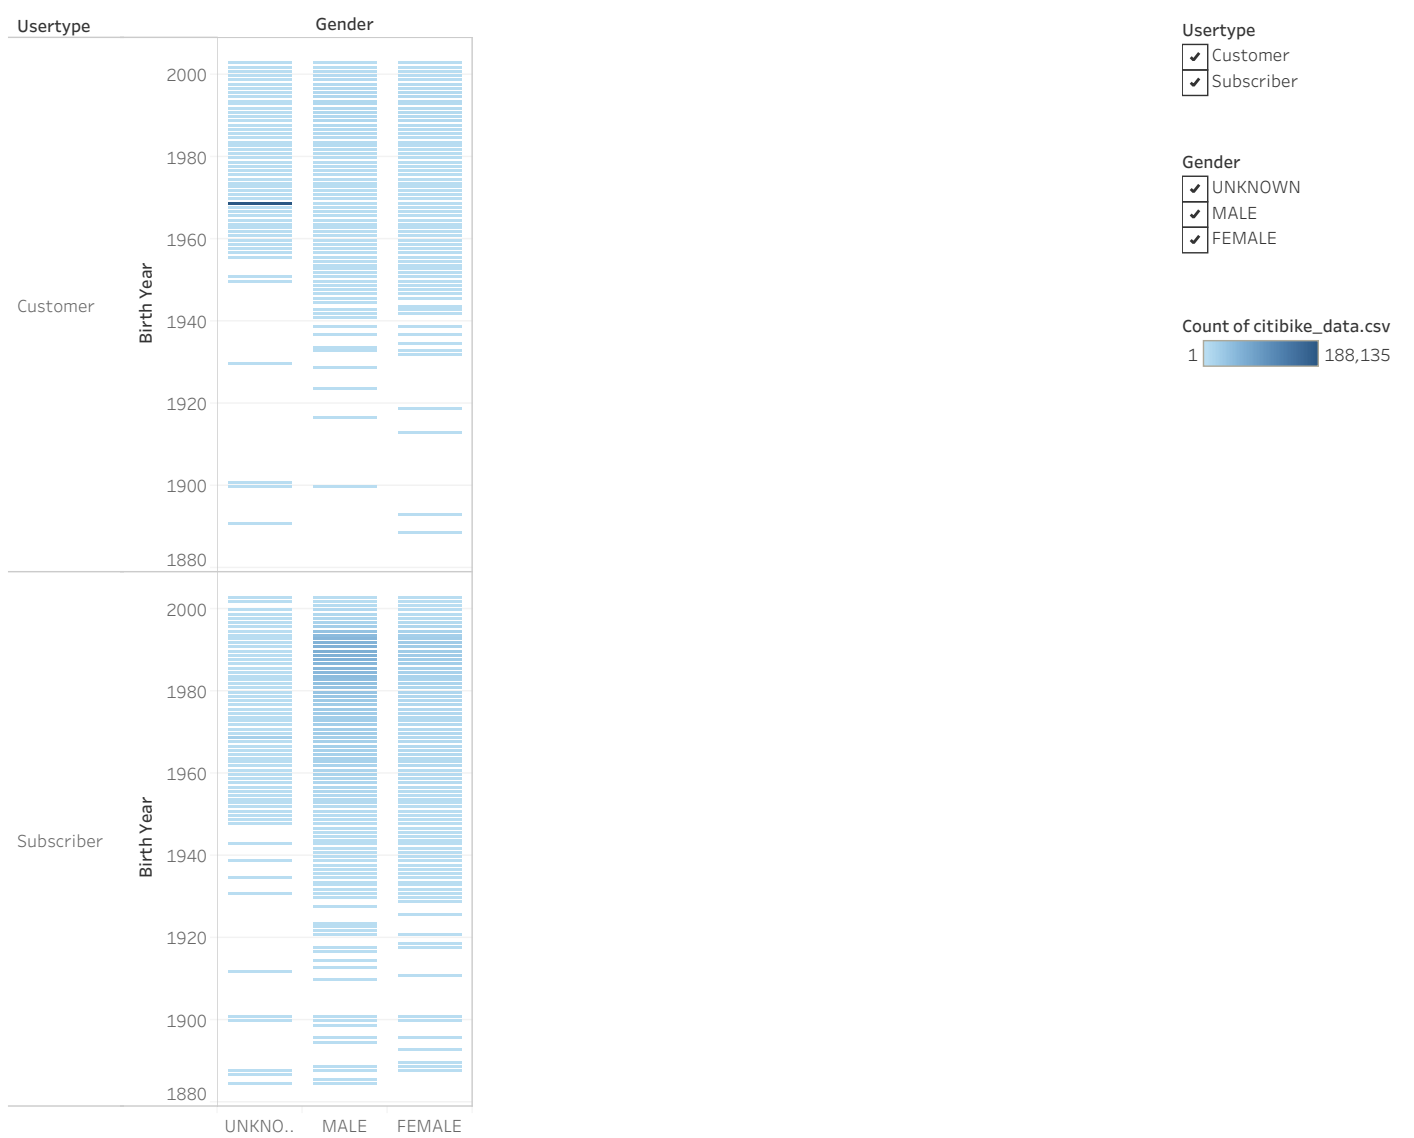 Usertype
Gender
2000
1980
1960
1940
1920
1900
1880
Birth Year
Customer
2000
1980
1960
1940
1920
1900
1880
Birth Year
Subscriber
UNKNO.. MALE FEMALE
Usertype
Customer
Subscriber
Gender
UNKNOWN
MALE
FEMALE
Count of citibike_data.csv
1 188,135